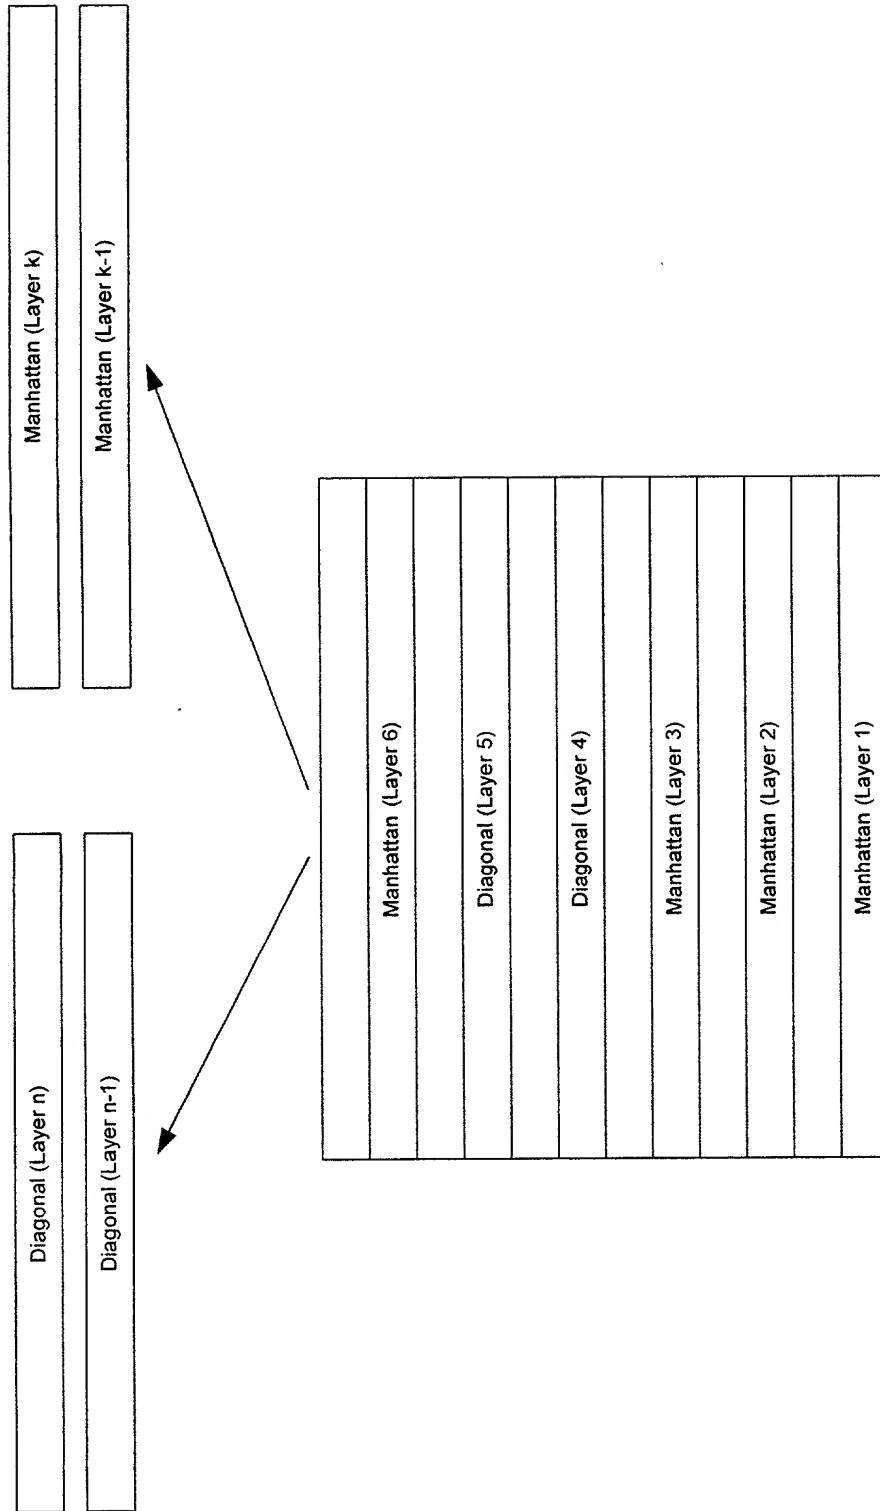 Diagonal (Layer n)
Diagonal (Layer n-1)
Manhattan (Layer k)
Manhattan (Layer k-1)
Manhattan (Layer 6)
Diagonal (Layer 5)
Diagonal (Layer 4)
Manhattan (Layer 3)
Manhattan (Layer 2)
Manhattan (Layer 1)